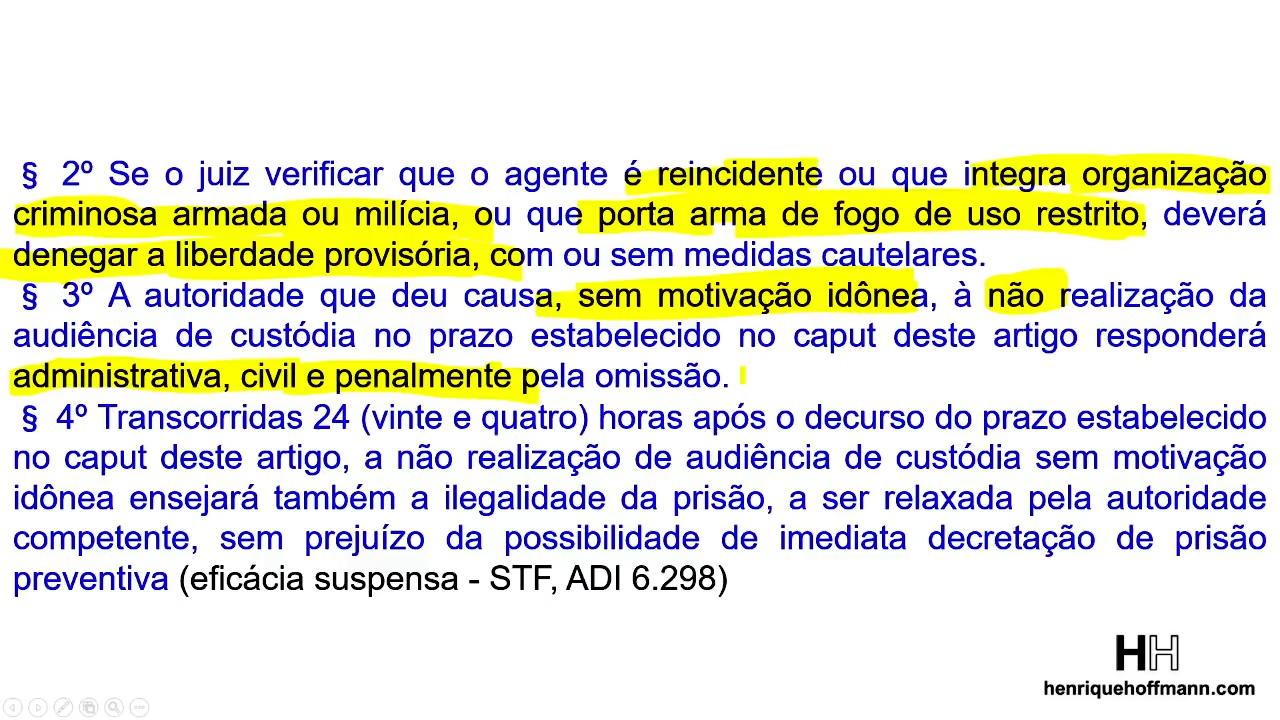 § 2º Se o juiz verificar que o agente é reincidente ou que integra organização
criminosa armada ou milícia, ou que porta arma de fogo de uso restrito, deverá
denegar a liberdade provisória, com ou sem medidas cautelares.
§ 3º A autoridade que deu causa, sem motivação idônea, à não realização da
audiência de custódia no prazo estabelecido no caput deste artigo responderá
administrativa, civil e penalmente pela omissão.
§ 4º Transcorridas 24 (vinte e quatro) horas após o decurso do prazo estabelecido
no caput deste artigo, a não realização de audiência de custódia sem motivação
idônea ensejará também a ilegalidade da prisão, a ser relaxada pela autoridade
competente, sem prejuízo da possibilidade de imediata decretação de prisão
preventiva (eficácia suspensa - STF, ADI 6.298)
HH
henriquehoffmann.com